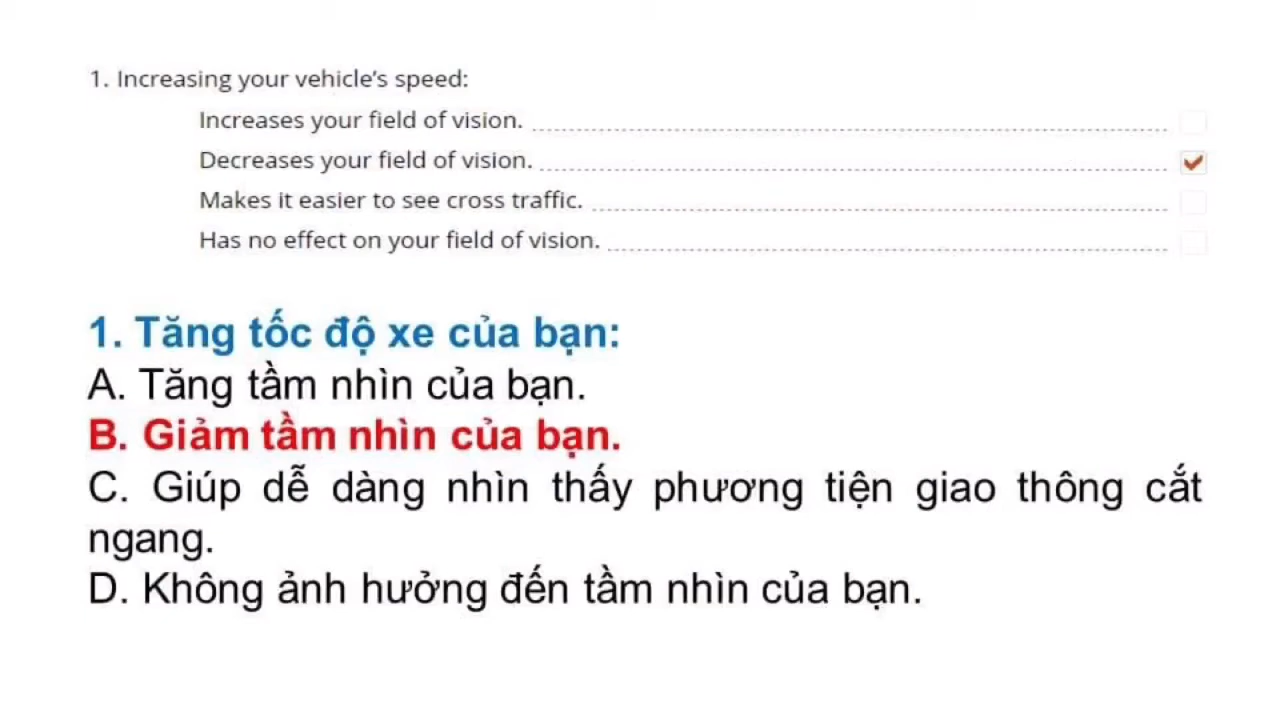 1. Increasing your vehicle's speed:
Increases your field of vision.
Decreases your field of vision.
Makes it easier to see cross traffic.
Has no effect on your field of vision.
1. Tăng tốc độ xe của bạn:
A. Tăng tầm nhìn của bạn.
B. Giảm tầm nhìn của bạn.
C. Giúp dễ dàng nhìn thấy phương tiện giao thông cắt
ngang.
D. Không ảnh hưởng đến tầm nhìn của bạn.